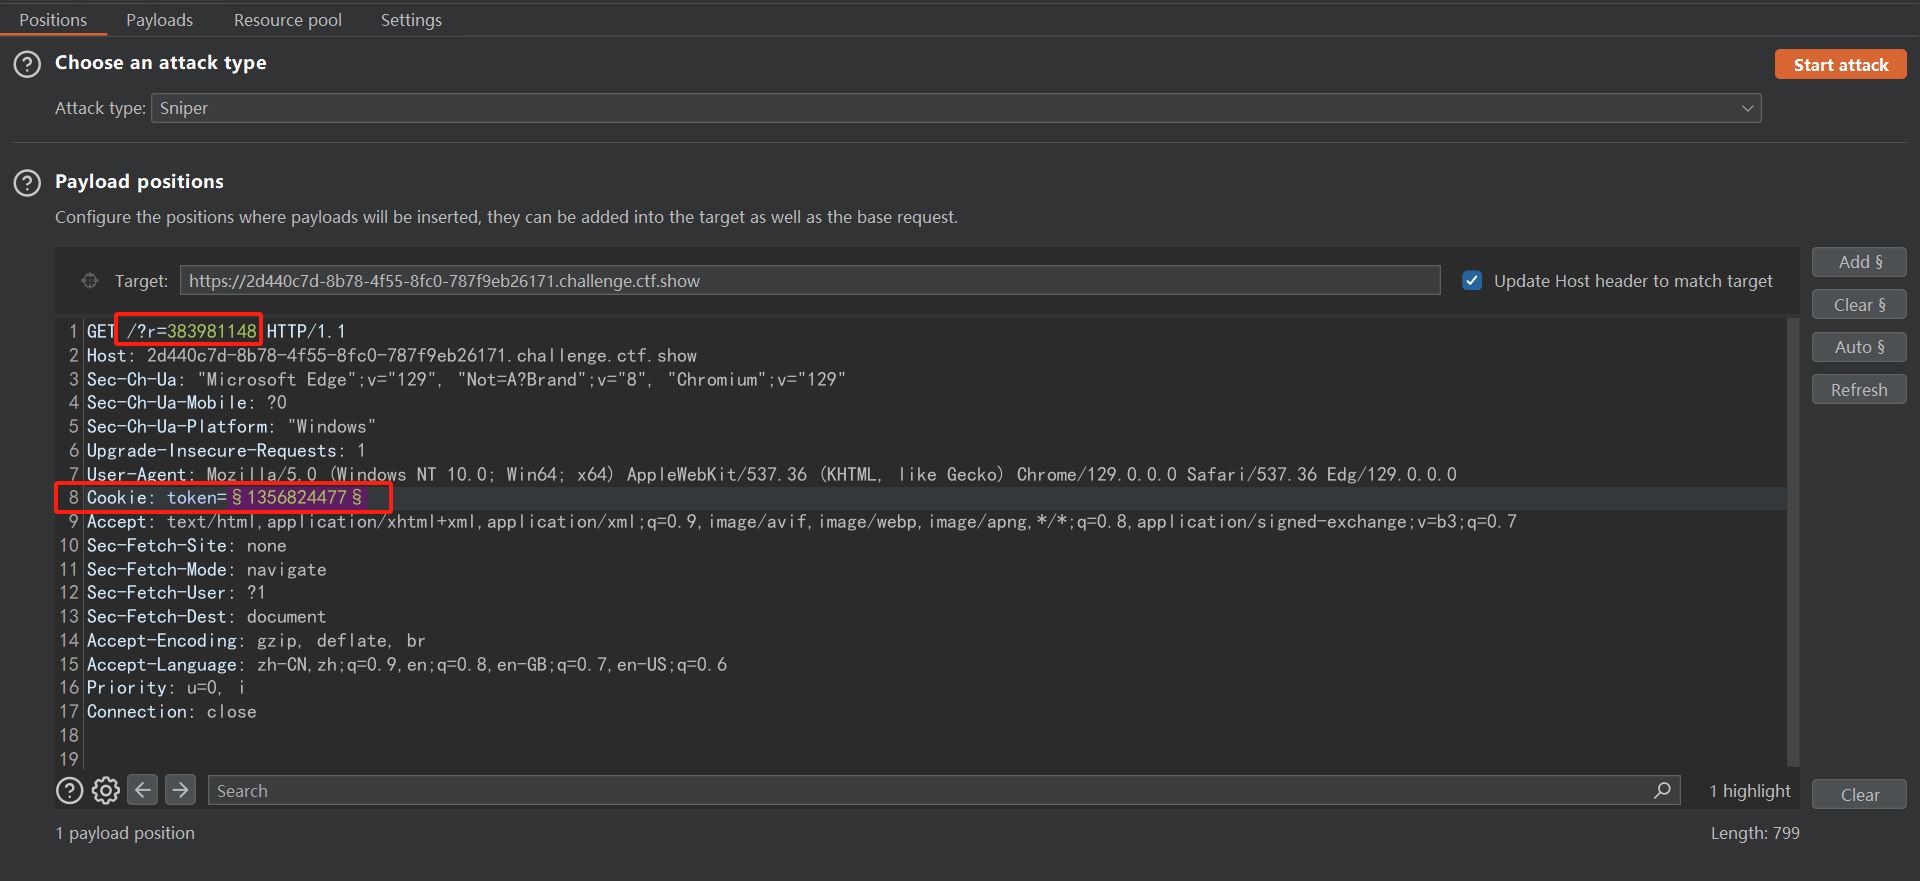 Positions Payloads Resource pool Settings
? Choose an attack type Start attack
Attack type: Sniper
? Payload positions
Configure the positions where payloads will be inserted, they can be added into the target as well as the base request.
Target: https://2d440c7d-8b78-4f55-8fc0-787f9eb26171.challenge.ctf.show Update Host header to match target
Add §
Clear §
Auto §
Refresh
1 GET /?r=383981148 HTTP/1.1
2 Host: 2d440c7d-8b78-4f55-8fc0-787f9eb26171.challenge.ctf.show
3 Sec-Ch-Ua: "Microsoft Edge";v="129", "Not=A?Brand";v="8", "Chromium";v="129"
4 Sec-Ch-Ua-Mobile: ?0
5 Sec-Ch-Ua-Platform: "Windows"
6 Upgrade-Insecure-Requests: 1
7 User-Agent: Mozilla/5.0 (Windows NT 10.0; Win64; x64) AppleWebKit/537.36 (KHTML, like Gecko) Chrome/129.0.0.0 Safari/537.36 Edg/129.0.0.0
8 Cookie: token=§1356824477§
9 Accept: text/html,application/xhtml+xml,application/xml;q=0.9,image/avif,image/webp,image/apng,*/*;q=0.8,application/signed-exchange;v=b3;q=0.7
10 Sec-Fetch-Site: none
11 Sec-Fetch-Mode: navigate
12 Sec-Fetch-User: ?1
13 Sec-Fetch-Dest: document
14 Accept-Encoding: gzip, deflate, br
15 Accept-Language: zh-CN,zh;q=0.9,en;q=0.8,en-GB;q=0.7,en-US;q=0.6
16 Priority: u=0, i
17 Connection: close
18
19
? Search 1 highlight Clear
1 payload position Length: 799